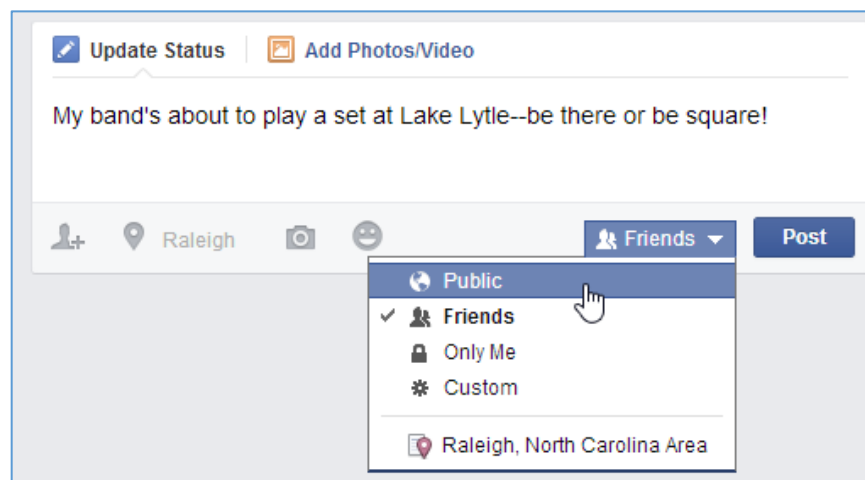 Update Status Add Photos/Video
My band's about to play a set at Lake Lytle--be there or be square!
Raleigh Friends Post
Public
Friends
Only Me
Custom
Raleigh, North Carolina Area